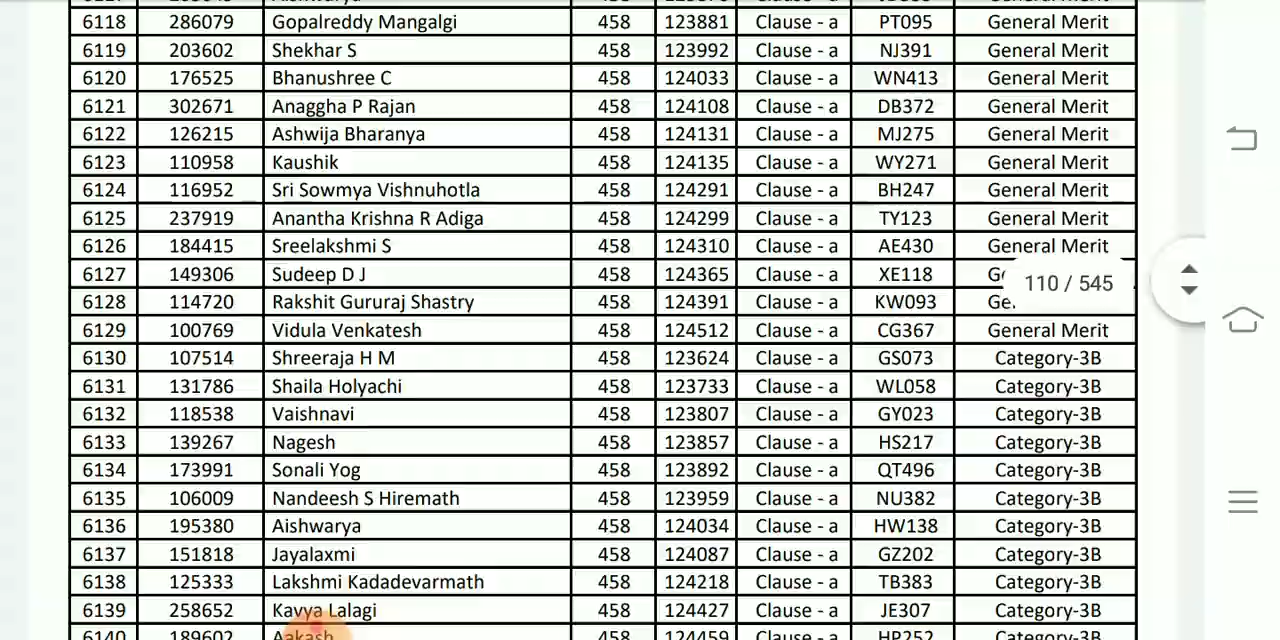 6118 286079 Gopalreddy Mangalgi 458 123881 Clause - a PT095 General Merit
6119 203602 Shekhar S 458 123992 Clause - a NJ391 General Merit
6120 176525 Bhanushree C 458 124033 Clause - a WN413 General Merit
6121 302671 Anaggha P Rajan 458 124108 Clause - a DB372 General Merit
6122 126215 Ashwija Bharanya 458 124131 Clause - a MJ275 General Merit
6123 110958 Kaushik 458 124135 Clause - a WY271 General Merit
6124 116952 Sri Sowmya Vishnuhotla 458 124291 Clause - a BH247 General Merit
6125 237919 Anantha Krishna R Adiga 458 124299 Clause - a TY123 General Merit
6126 184415 Sreelakshmi S 458 124310 Clause - a AE430 General Merit
6127 149306 Sudeep D J 458 124365 Clause - a XE118
110 / 545
6128 114720 Rakshit Gururaj Shastry 458 124391 Clause - a KW093
6129 100769 Vidula Venkatesh 458 124512 Clause - a CG367 General Merit
6130 107514 Shreeraja H M 458 123624 Clause - a GS073 Category-3B
6131 131786 Shaila Holyachi 458 123733 Clause - a WL058 Category-3B
6132 118538 Vaishnavi 458 123807 Clause - a GY023 Category-3B
6133 139267 Nagesh 458 123857 Clause - a HS217 Category-3B
6134 173991 Sonali Yog 458 123892 Clause - a QT496 Category-3B
6135 106009 Nandeesh S Hiremath 458 123959 Clause - a NU382 Category-3B
6136 195380 Aishwarya 458 124034 Clause - a HW138 Category-3B
6137 151818 Jayalaxmi 458 124087 Clause - a GZ202 Category-3B
6138 125333 Lakshmi Kadadevarmath 458 124218 Clause - a TB383 Category-3B
6139 258652 Kavya Lalagi 458 124427 Clause - a JE307 Category-3B
6140 189602 Aakash 458 124459 Clause - a HP252 Category-3B